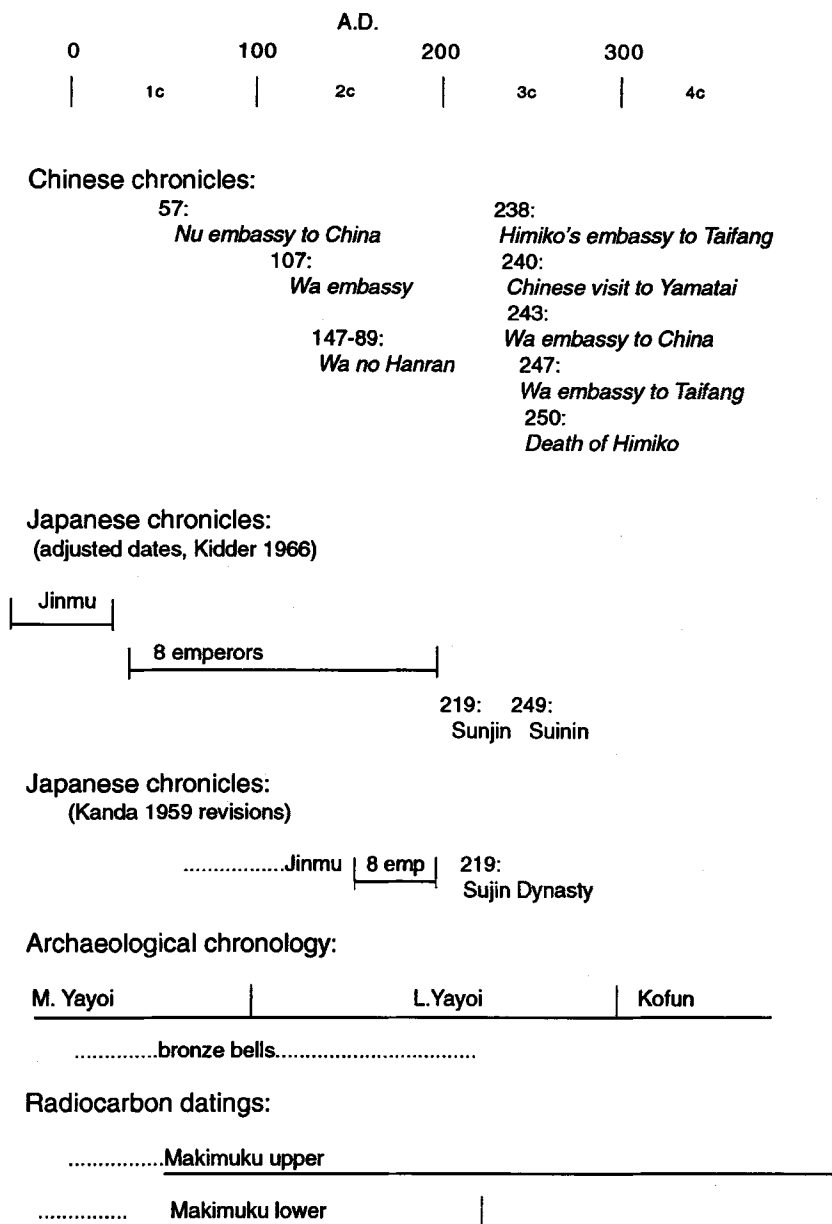 A.D.
0 100 200 300
1c 2c 3c 4c
Chinese chronicles:
57: 238:
Nu embassy to China Himiko's embassy to Taifang
107: 240:
Wa embassy Chinese visit to Yamatai
243:
147-89: Wa embassy to China
Wa no Hanran 247:
Wa embassy to Taifang
250:
Death of Himiko
Japanese chronicles:
(adjusted dates, Kidder 1966)
Jinmu
8 emperors
219: 249:
Sunjin Suinin
Japanese chronicles:
(Kanda 1959 revisions)
..................Jinmu 8 emp 219:
Sujin Dynasty
Archaeological chronology:
M. Yayoi L.Yayoi Kofun
..............bronze bells..................................
Radiocarbon datings:
................Makimuku upper
............... Makimuku lower